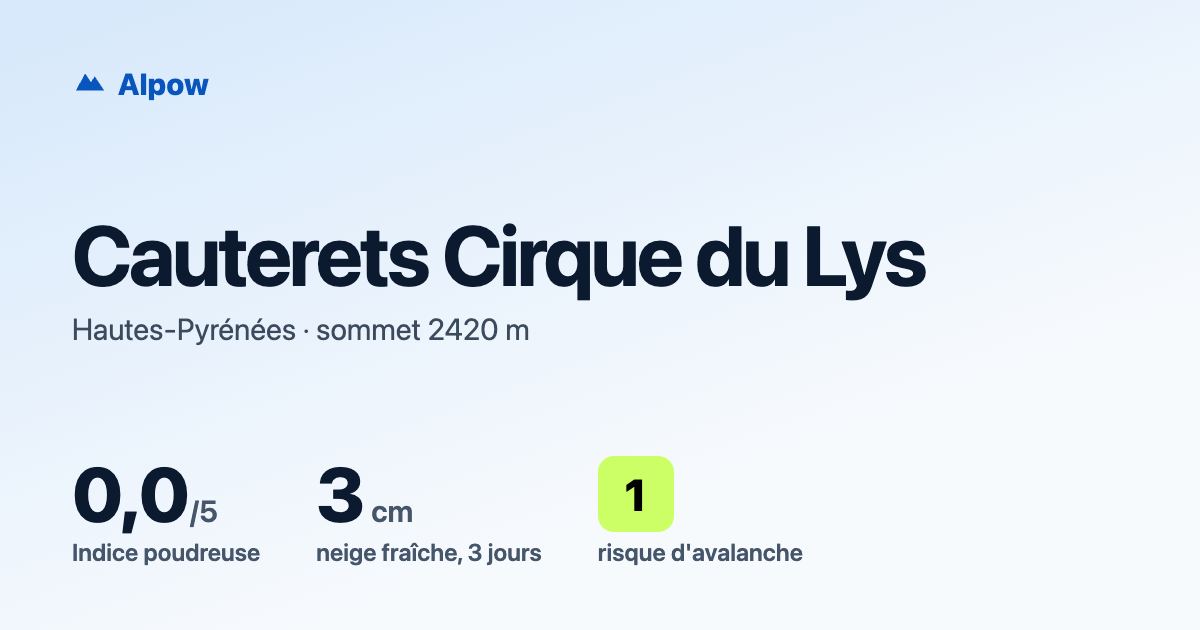 Alpow
Cauterets Cirque du Lys
Hautes-Pyrénées · sommet 2420 m
0,0/5
Indice poudreuse
3 cm
neige fraîche, 3 jours
1
risque d'avalanche